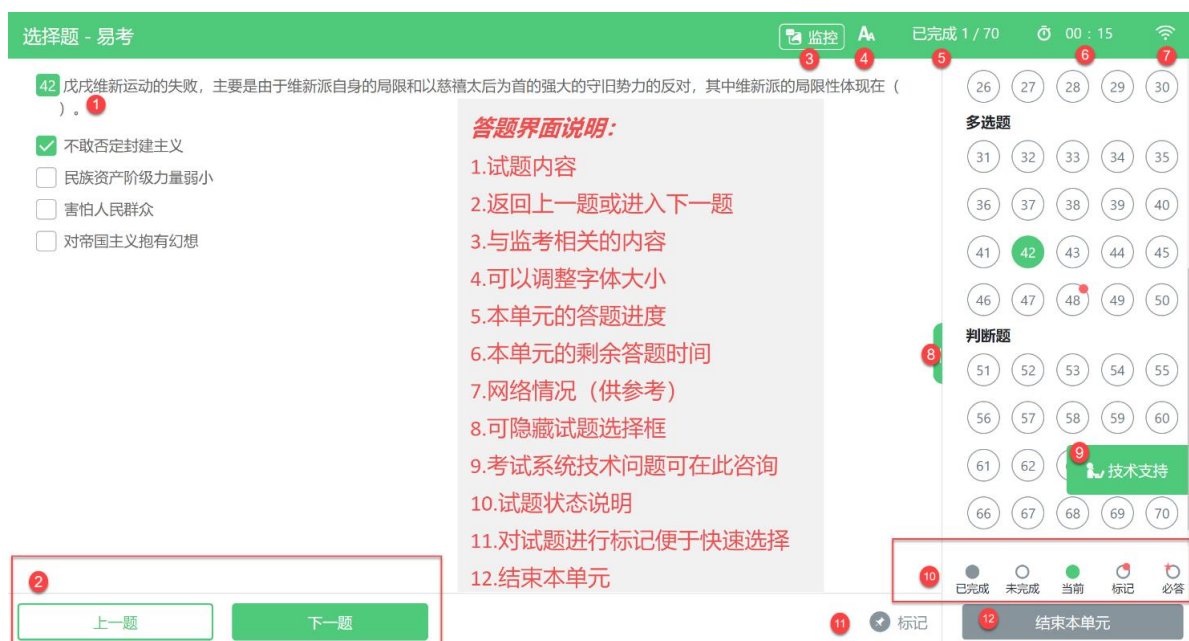 选择题 - 易考
监控
AA
已完成 1 / 70
00 : 15
3
4
5
6
7
42 戊戌维新运动的失败，主要是由于维新派自身的局限和以慈禧太后为首的强大的守旧势力的反对，其中维新派的局限性体现在（
）。
1
不敢否定封建主义
民族资产阶级力量弱小
害怕人民群众
对帝国主义抱有幻想
答题界面说明：
1.试题内容
2.返回上一题或进入下一题
3.与监考相关的内容
4.可以调整字体大小
5.本单元的答题进度
6.本单元的剩余答题时间
7.网络情况（供参考）
8.可隐藏试题选择框
9.考试系统技术问题可在此咨询
10.试题状态说明
11.对试题进行标记便于快速选择
12.结束本单元
26 27 28 29 30
多选题
31 32 33 34 35
36 37 38 39 40
41 42 43 44 45
46 47 48 49 50
判断题
8
51 52 53 54 55
56 57 58 59 60
61 62
9
技术支持
66 67 68 69 70
10
已完成 未完成 当前 标记 必答
2
上一题
下一题
11
标记
12
结束本单元